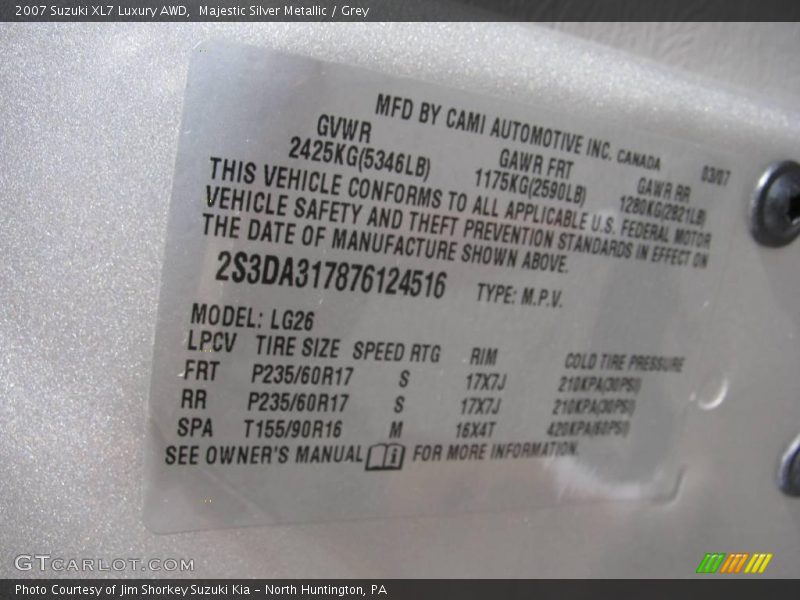 2007 Suzuki XL7 Luxury AWD, Majestic Silver Metallic / Grey
MFD BY CAMI AUTOMOTIVE INC. CANADA 03/07
GVWR GAWR FRT GAWR RR
2425KG(5346LB) 1175KG(2590LB) 1280KG(2821LB)
THIS VEHICLE CONFORMS TO ALL APPLICABLE U.S. FEDERAL MOTOR
VEHICLE SAFETY AND THEFT PREVENTION STANDARDS IN EFFECT ON
THE DATE OF MANUFACTURE SHOWN ABOVE.
2S3DA317876124516 TYPE: M.P.V.
MODEL: LG26
LPCV TIRE SIZE SPEED RTG RIM COLD TIRE PRESSURE
FRT P235/60R17 S 17X7J 210KPA(30PSI)
RR P235/60R17 S 17X7J 210KPA(30PSI)
SPA T155/90R16 M 16X4T 420KPA(60PSI)
SEE OWNER'S MANUAL FOR MORE INFORMATION.
GTCARLOT.COM
Photo Courtesy of Jim Shorkey Suzuki Kia - North Huntington, PA